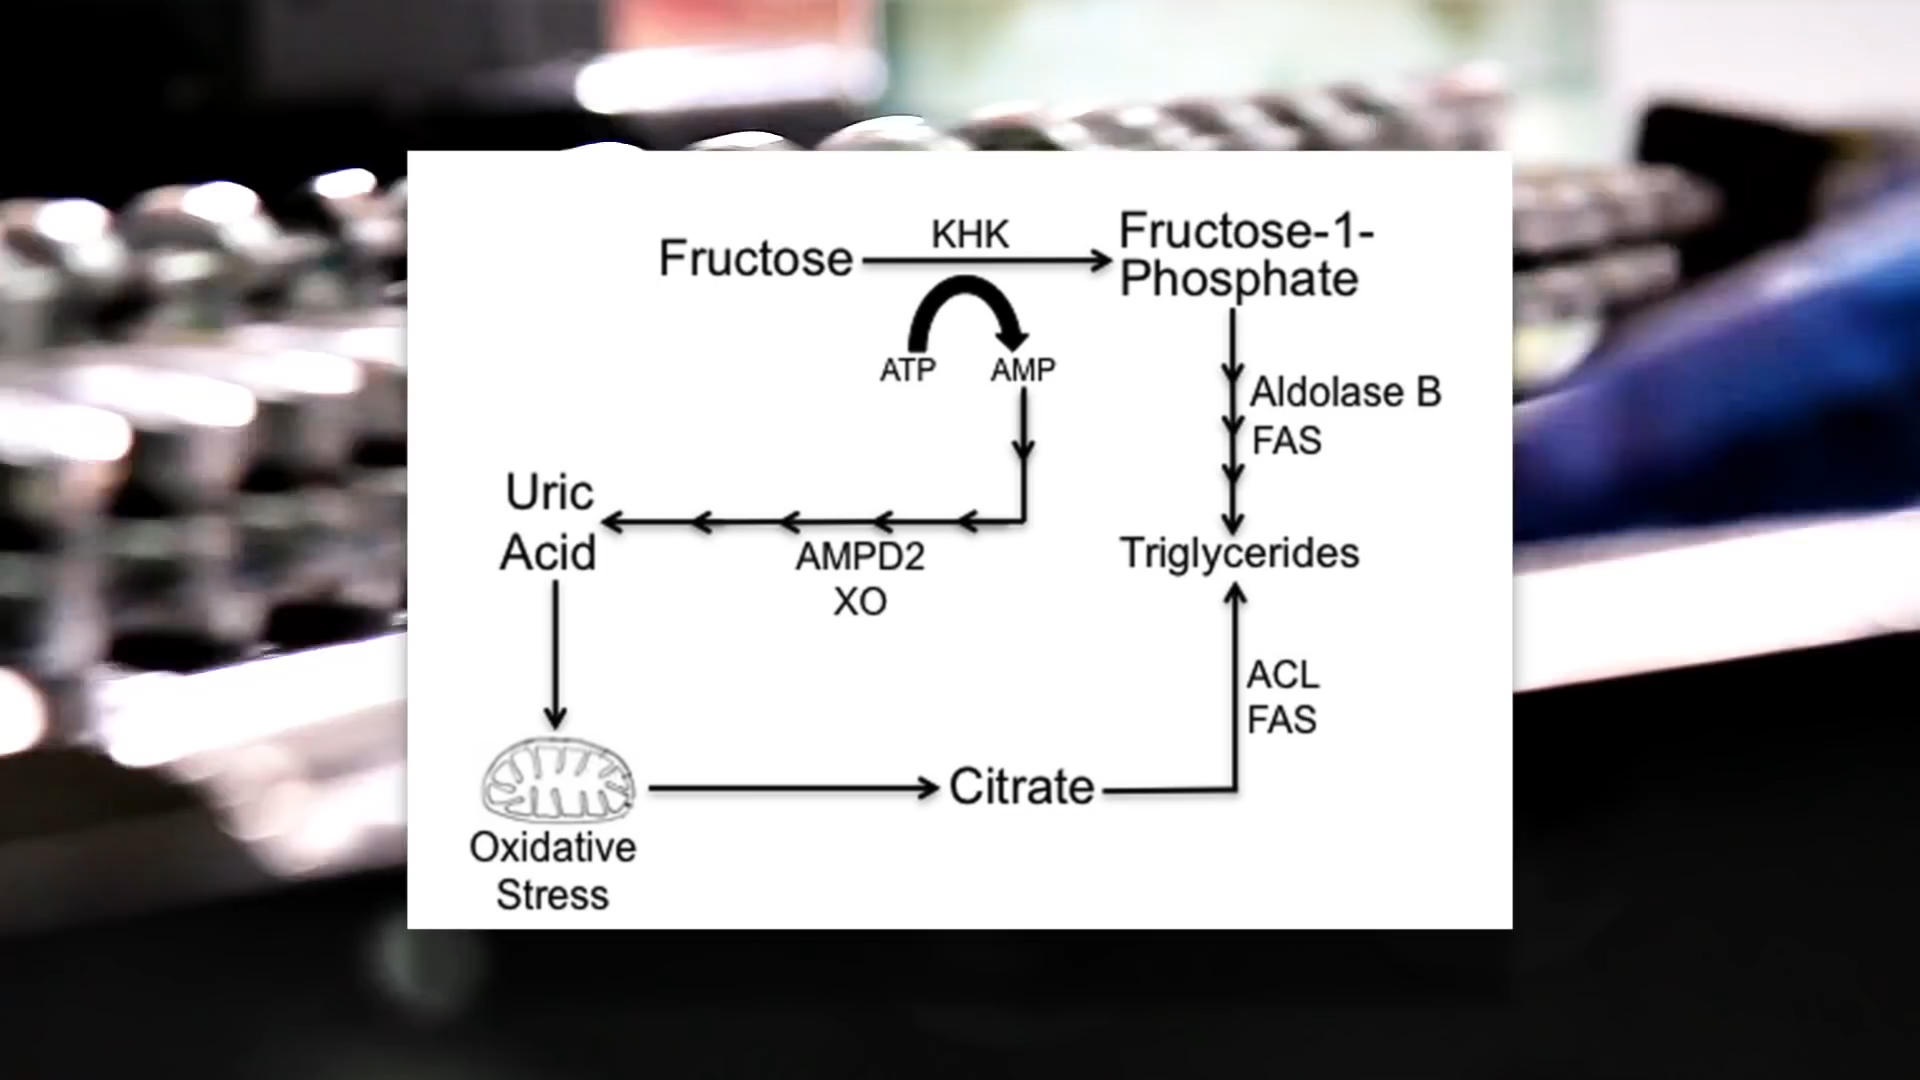 KHK
Fructose
Fructose-1-
Phosphate
ATP
AMP
Aldolase B
FAS
Uric
Acid
AMPD2
XO
Triglycerides
ACL
FAS
Citrate
Oxidative
Stress